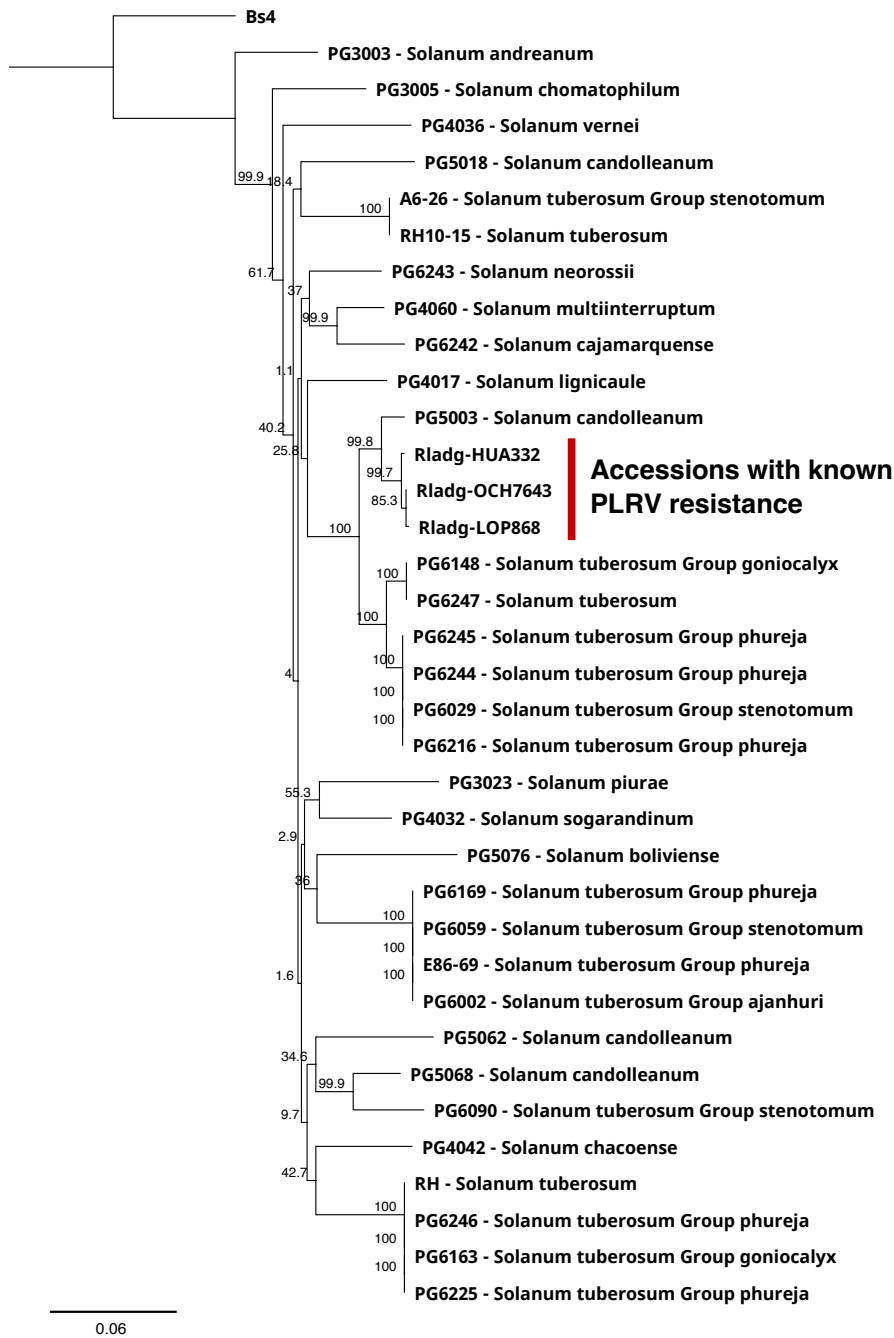 Bs4
PG3003 - Solanum andreanum
PG3005 - Solanum chomatophilum
PG4036 - Solanum vernei
PG5018 - Solanum candolleanum
99.9
18.4
A6-26 - Solanum tuberosum Group stenotomum
100
RH10-15 - Solanum tuberosum
PG6243 - Solanum neorossii
61.7
37
PG4060 - Solanum multiinterruptum
99.9
PG6242 - Solanum cajamarquense
1.1
PG4017 - Solanum lignicaule
PG5003 - Solanum candolleanum
40.2
99.8
25.8
Rladg-HUA332
99.7
Rladg-OCH7643
85.3
Rladg-LOP868
Accessions with known
PLRV resistance
100
PG6148 - Solanum tuberosum Group goniocalyx
100
PG6247 - Solanum tuberosum
100
PG6245 - Solanum tuberosum Group phureja
100
PG6244 - Solanum tuberosum Group phureja
4
100
PG6029 - Solanum tuberosum Group stenotomum
100
PG6216 - Solanum tuberosum Group phureja
PG3023 - Solanum piurae
55.3
PG4032 - Solanum sogarandinum
2.9
PG5076 - Solanum boliviense
36
PG6169 - Solanum tuberosum Group phureja
100
PG6059 - Solanum tuberosum Group stenotomum
100
E86-69 - Solanum tuberosum Group phureja
1.6
100
PG6002 - Solanum tuberosum Group ajanhuri
PG5062 - Solanum candolleanum
34.6
PG5068 - Solanum candolleanum
99.9
PG6090 - Solanum tuberosum Group stenotomum
9.7
PG4042 - Solanum chacoense
42.7
RH - Solanum tuberosum
100
PG6246 - Solanum tuberosum Group phureja
100
PG6163 - Solanum tuberosum Group goniocalyx
100
PG6225 - Solanum tuberosum Group phureja
0.06